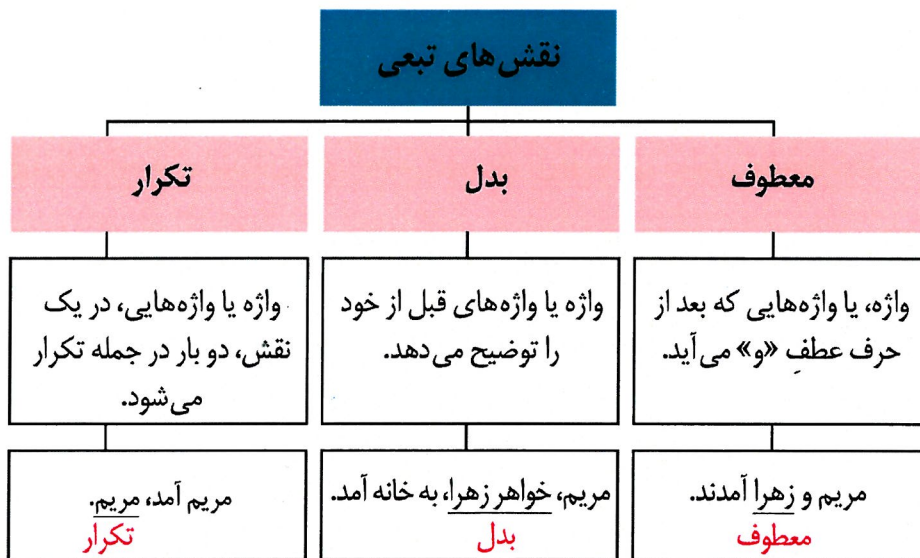 نقش‌های تبعی
معطوف
واژه، یا واژه‌هایی که بعد از
حرف عطفِ «و» می‌آید.
مریم و زهرا آمدند.
معطوف
بدل
واژه یا واژه‌های قبل از خود
را توضیح می‌دهد.
مریم، خواهر زهرا، به خانه آمد.
بدل
تکرار
واژه یا واژه‌هایی، در یک
نقش، دو بار در جمله تکرار
می‌شود.
مریم آمد، مریم.
تکرار